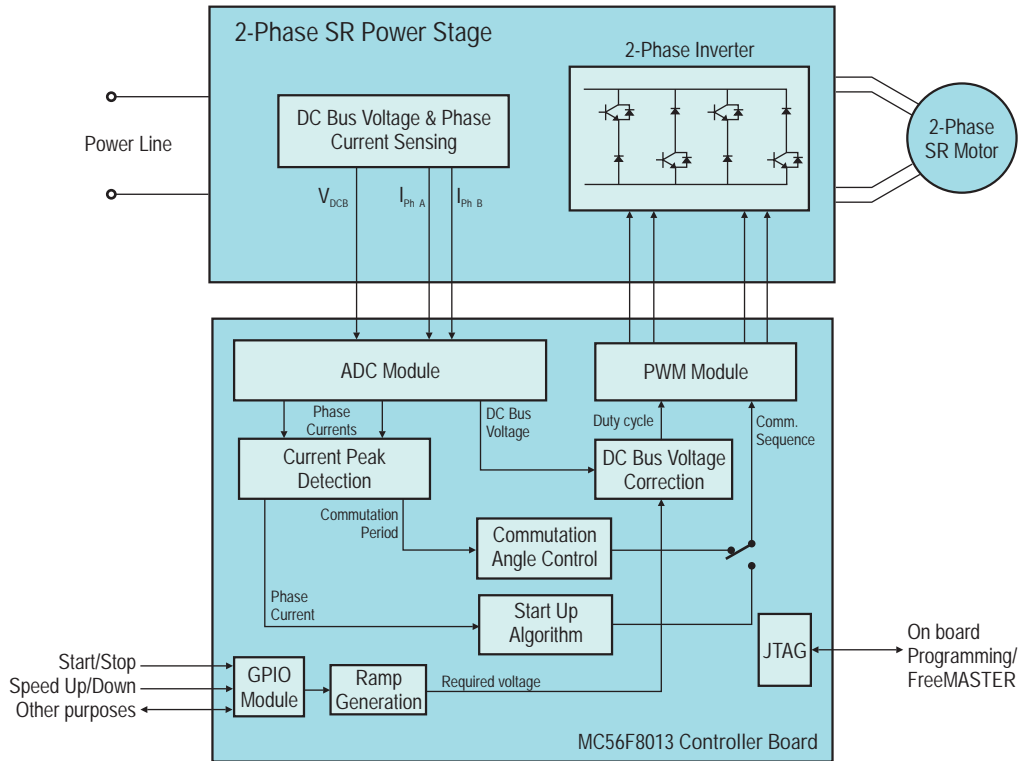 2-Phase SR Power Stage
2-Phase Inverter
DC Bus Voltage & Phase
Current Sensing
Power Line
2-Phase
SR Motor
V_DCB
I_Ph A
I_Ph B
ADC Module
PWM Module
Phase
Currents
DC Bus
Voltage
Duty cycle
Comm.
Sequence
Current Peak
Detection
DC Bus Voltage
Correction
Commutation
Period
Commutation
Angle Control
Phase
Current
Start Up
Algorithm
JTAG
On board
Programming/
FreeMASTER
Start/Stop
Speed Up/Down
Other purposes
GPIO
Module
Ramp
Generation
Required voltage
MC56F8013 Controller Board